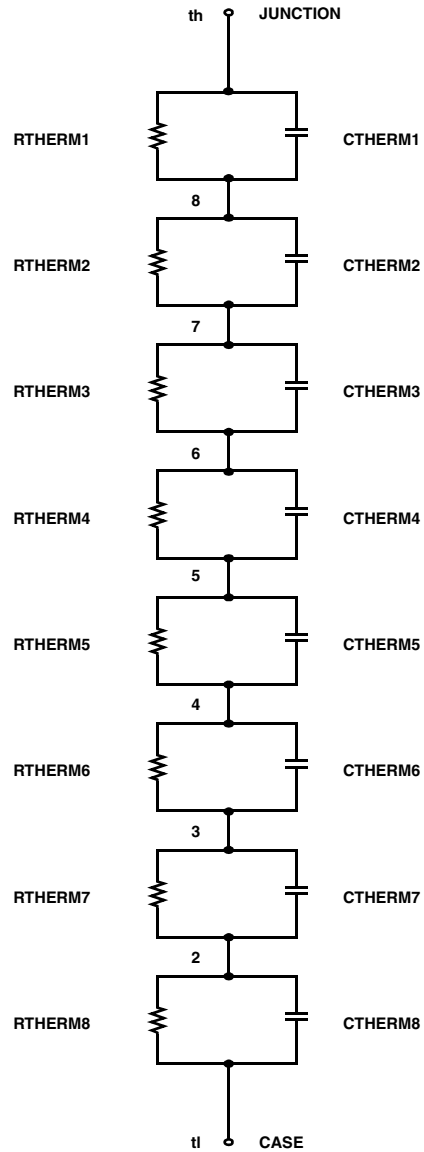 th JUNCTION
RTHERM1 CTHERM1
8
RTHERM2 CTHERM2
7
RTHERM3 CTHERM3
6
RTHERM4 CTHERM4
5
RTHERM5 CTHERM5
4
RTHERM6 CTHERM6
3
RTHERM7 CTHERM7
2
RTHERM8 CTHERM8
tl CASE